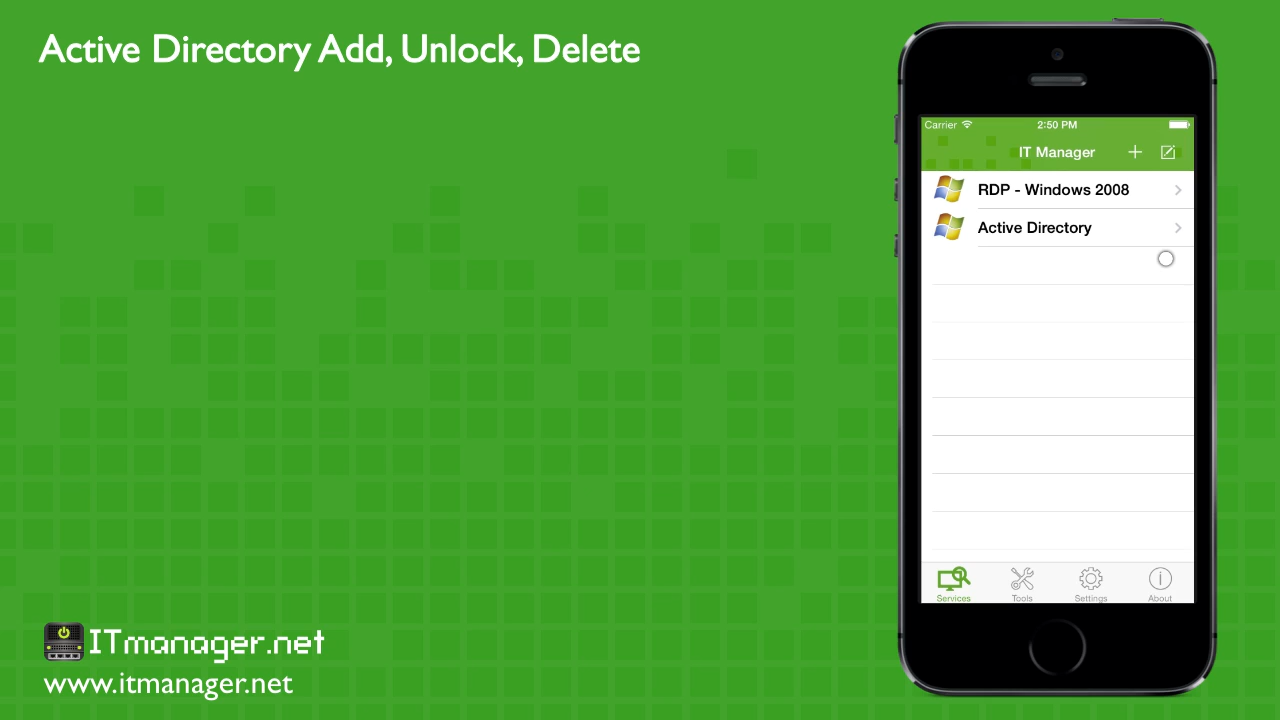 Active Directory Add, Unlock, Delete
Carrier 2:50 PM
IT Manager
RDP - Windows 2008
Active Directory
Services Tools Settings About
ITmanager.net
www.itmanager.net